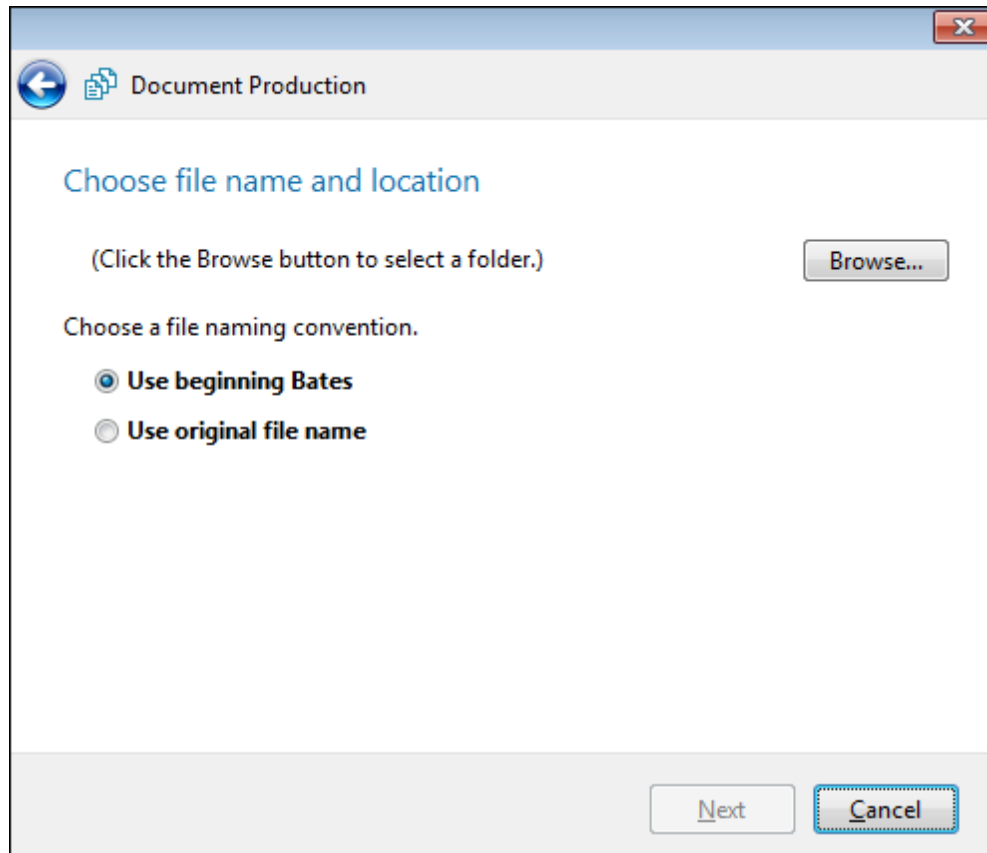 Document Production
Choose file name and location
(Click the Browse button to select a folder.)
Browse...
Choose a file naming convention.
Use beginning Bates
Use original file name
Next
Cancel